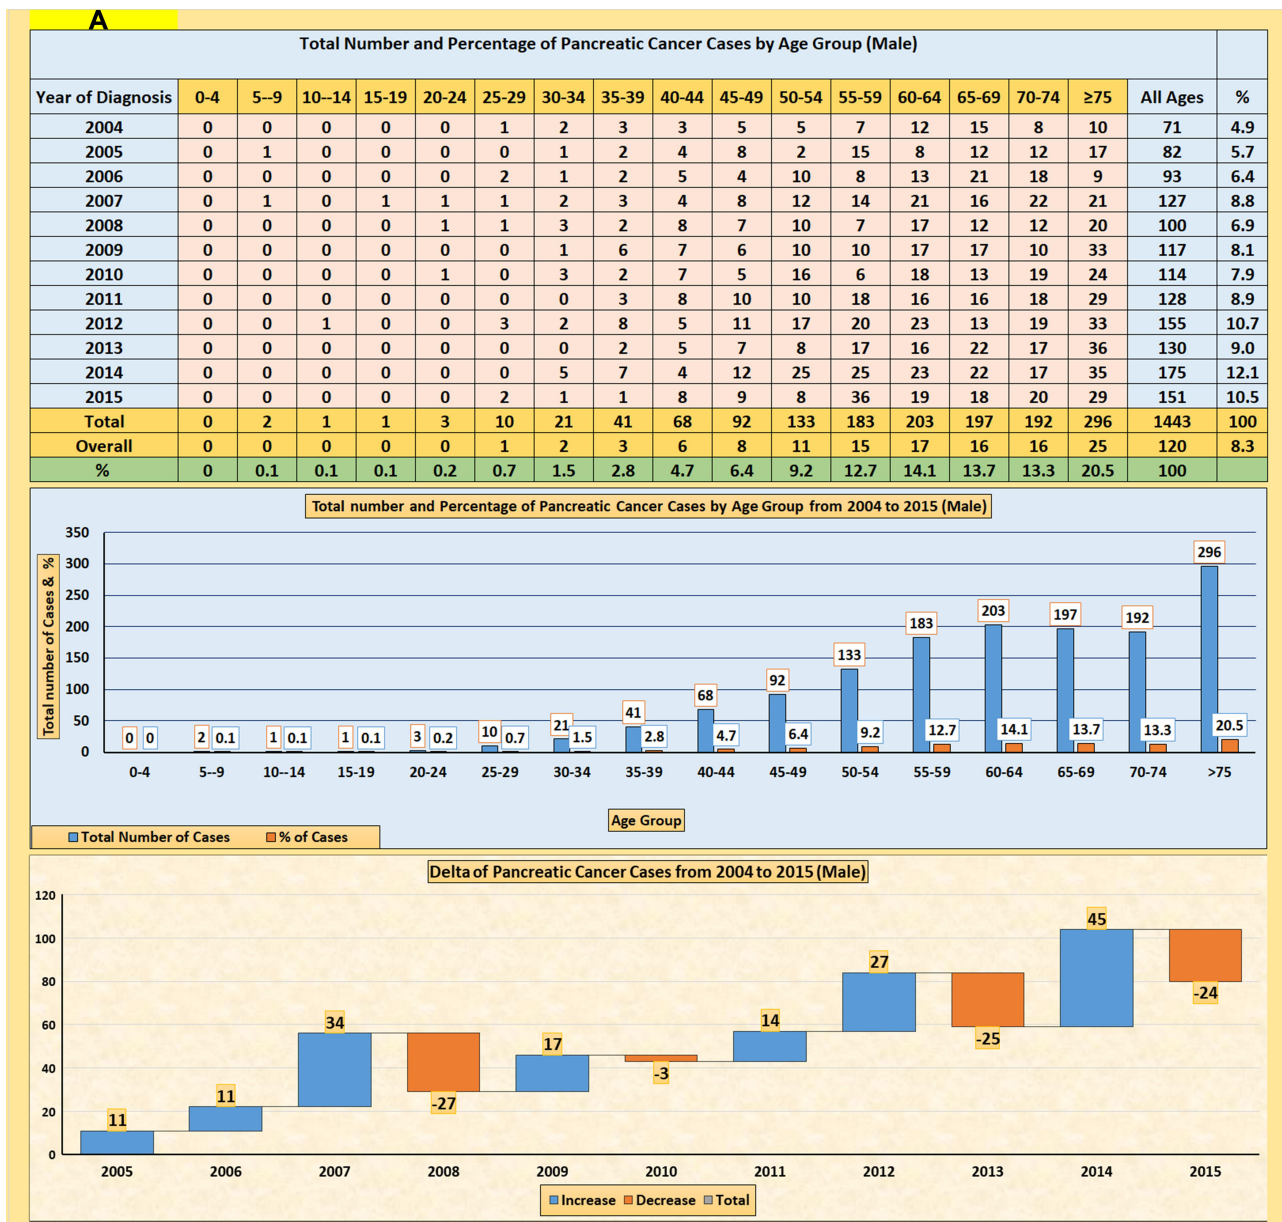 A
Total Number and Percentage of Pancreatic Cancer Cases by Age Group (Male)
Year of Diagnosis 0-4 5--9 10--14 15-19 20-24 25-29 30-34 35-39 40-44 45-49 50-54 55-59 60-64 65-69 70-74 ≥75 All Ages %
2004 0 0 0 0 0 1 2 3 3 5 5 7 12 15 8 10 71 4.9
2005 0 1 0 0 0 0 1 2 4 8 2 15 8 12 12 17 82 5.7
2006 0 0 0 0 0 2 1 2 5 4 10 8 13 21 18 9 93 6.4
2007 0 1 0 1 1 1 2 3 4 8 12 14 21 16 22 21 127 8.8
2008 0 0 0 0 1 1 3 2 8 7 10 7 17 12 12 20 100 6.9
2009 0 0 0 0 0 0 1 6 7 6 10 10 17 17 10 33 117 8.1
2010 0 0 0 0 1 0 3 2 7 5 16 6 18 13 19 24 114 7.9
2011 0 0 0 0 0 0 0 3 8 10 10 18 16 16 18 29 128 8.9
2012 0 0 1 0 0 3 2 8 5 11 17 20 23 13 19 33 155 10.7
2013 0 0 0 0 0 0 0 2 5 7 8 17 16 22 17 36 130 9.0
2014 0 0 0 0 0 0 5 7 4 12 25 25 23 22 17 35 175 12.1
2015 0 0 0 0 0 2 1 1 8 9 8 36 19 18 20 29 151 10.5
Total 0 2 1 1 3 10 21 41 68 92 133 183 203 197 192 296 1443 100
Overall 0 0 0 0 0 1 2 3 6 8 11 15 17 16 16 25 120 8.3
% 0 0.1 0.1 0.1 0.2 0.7 1.5 2.8 4.7 6.4 9.2 12.7 14.1 13.7 13.3 20.5 100
Total number and Percentage of Pancreatic Cancer Cases by Age Group from 2004 to 2015 (Male)
Total number of Cases & %
350
300
250
200
150
100
50
0
0 0 2 0.1 1 0.1 1 0.1 3 0.2 10 0.7 21 1.5 41 2.8 68 4.7 92 6.4 133 9.2 183 12.7 203 14.1 197 13.7 192 13.3 296 20.5
0-4 5--9 10--14 15-19 20-24 25-29 30-34 35-39 40-44 45-49 50-54 55-59 60-64 65-69 70-74 >75
Age Group
Total Number of Cases % of Cases
Delta of Pancreatic Cancer Cases from 2004 to 2015 (Male)
120
100
80
60
40
20
0
11 11 34 -27 17 -3 14 27 -25 45 -24
2005 2006 2007 2008 2009 2010 2011 2012 2013 2014 2015
Increase Decrease Total